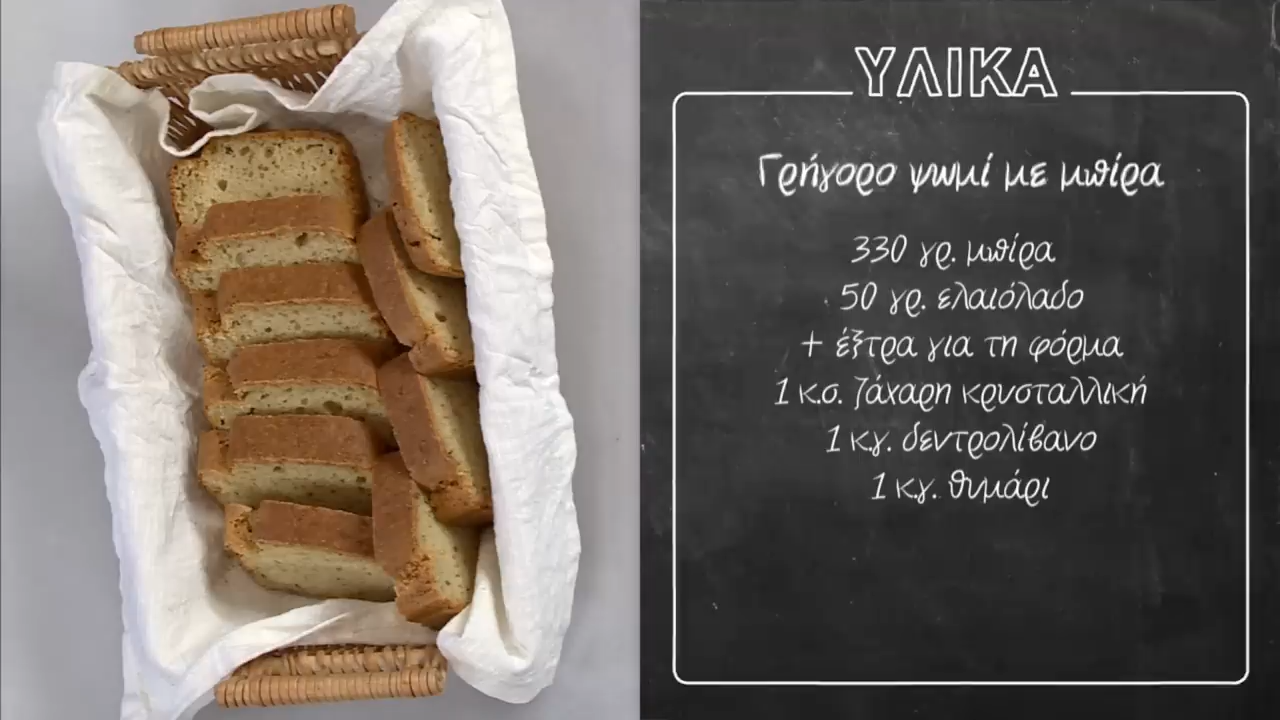 ΥΛΙΚΑ
Γρήγορο ψωμί με μπίρα
330 γρ. μπίρα
50 γρ. ελαιόλαδο
+ έξτρα για τη φόρμα
1 κ.σ. ζάχαρη κρυσταλλική
1 κ.γ. δεντρολίβανο
1 κ.γ. θυμάρι